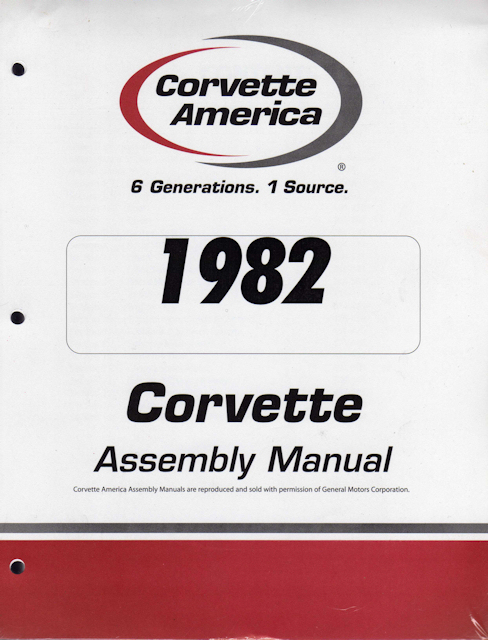 Corvette
America
®
6 Generations. 1 Source.
1982
Corvette
Assembly Manual
Corvette America Assembly Manuals are reproduced and sold with permission of General Motors Corporation.